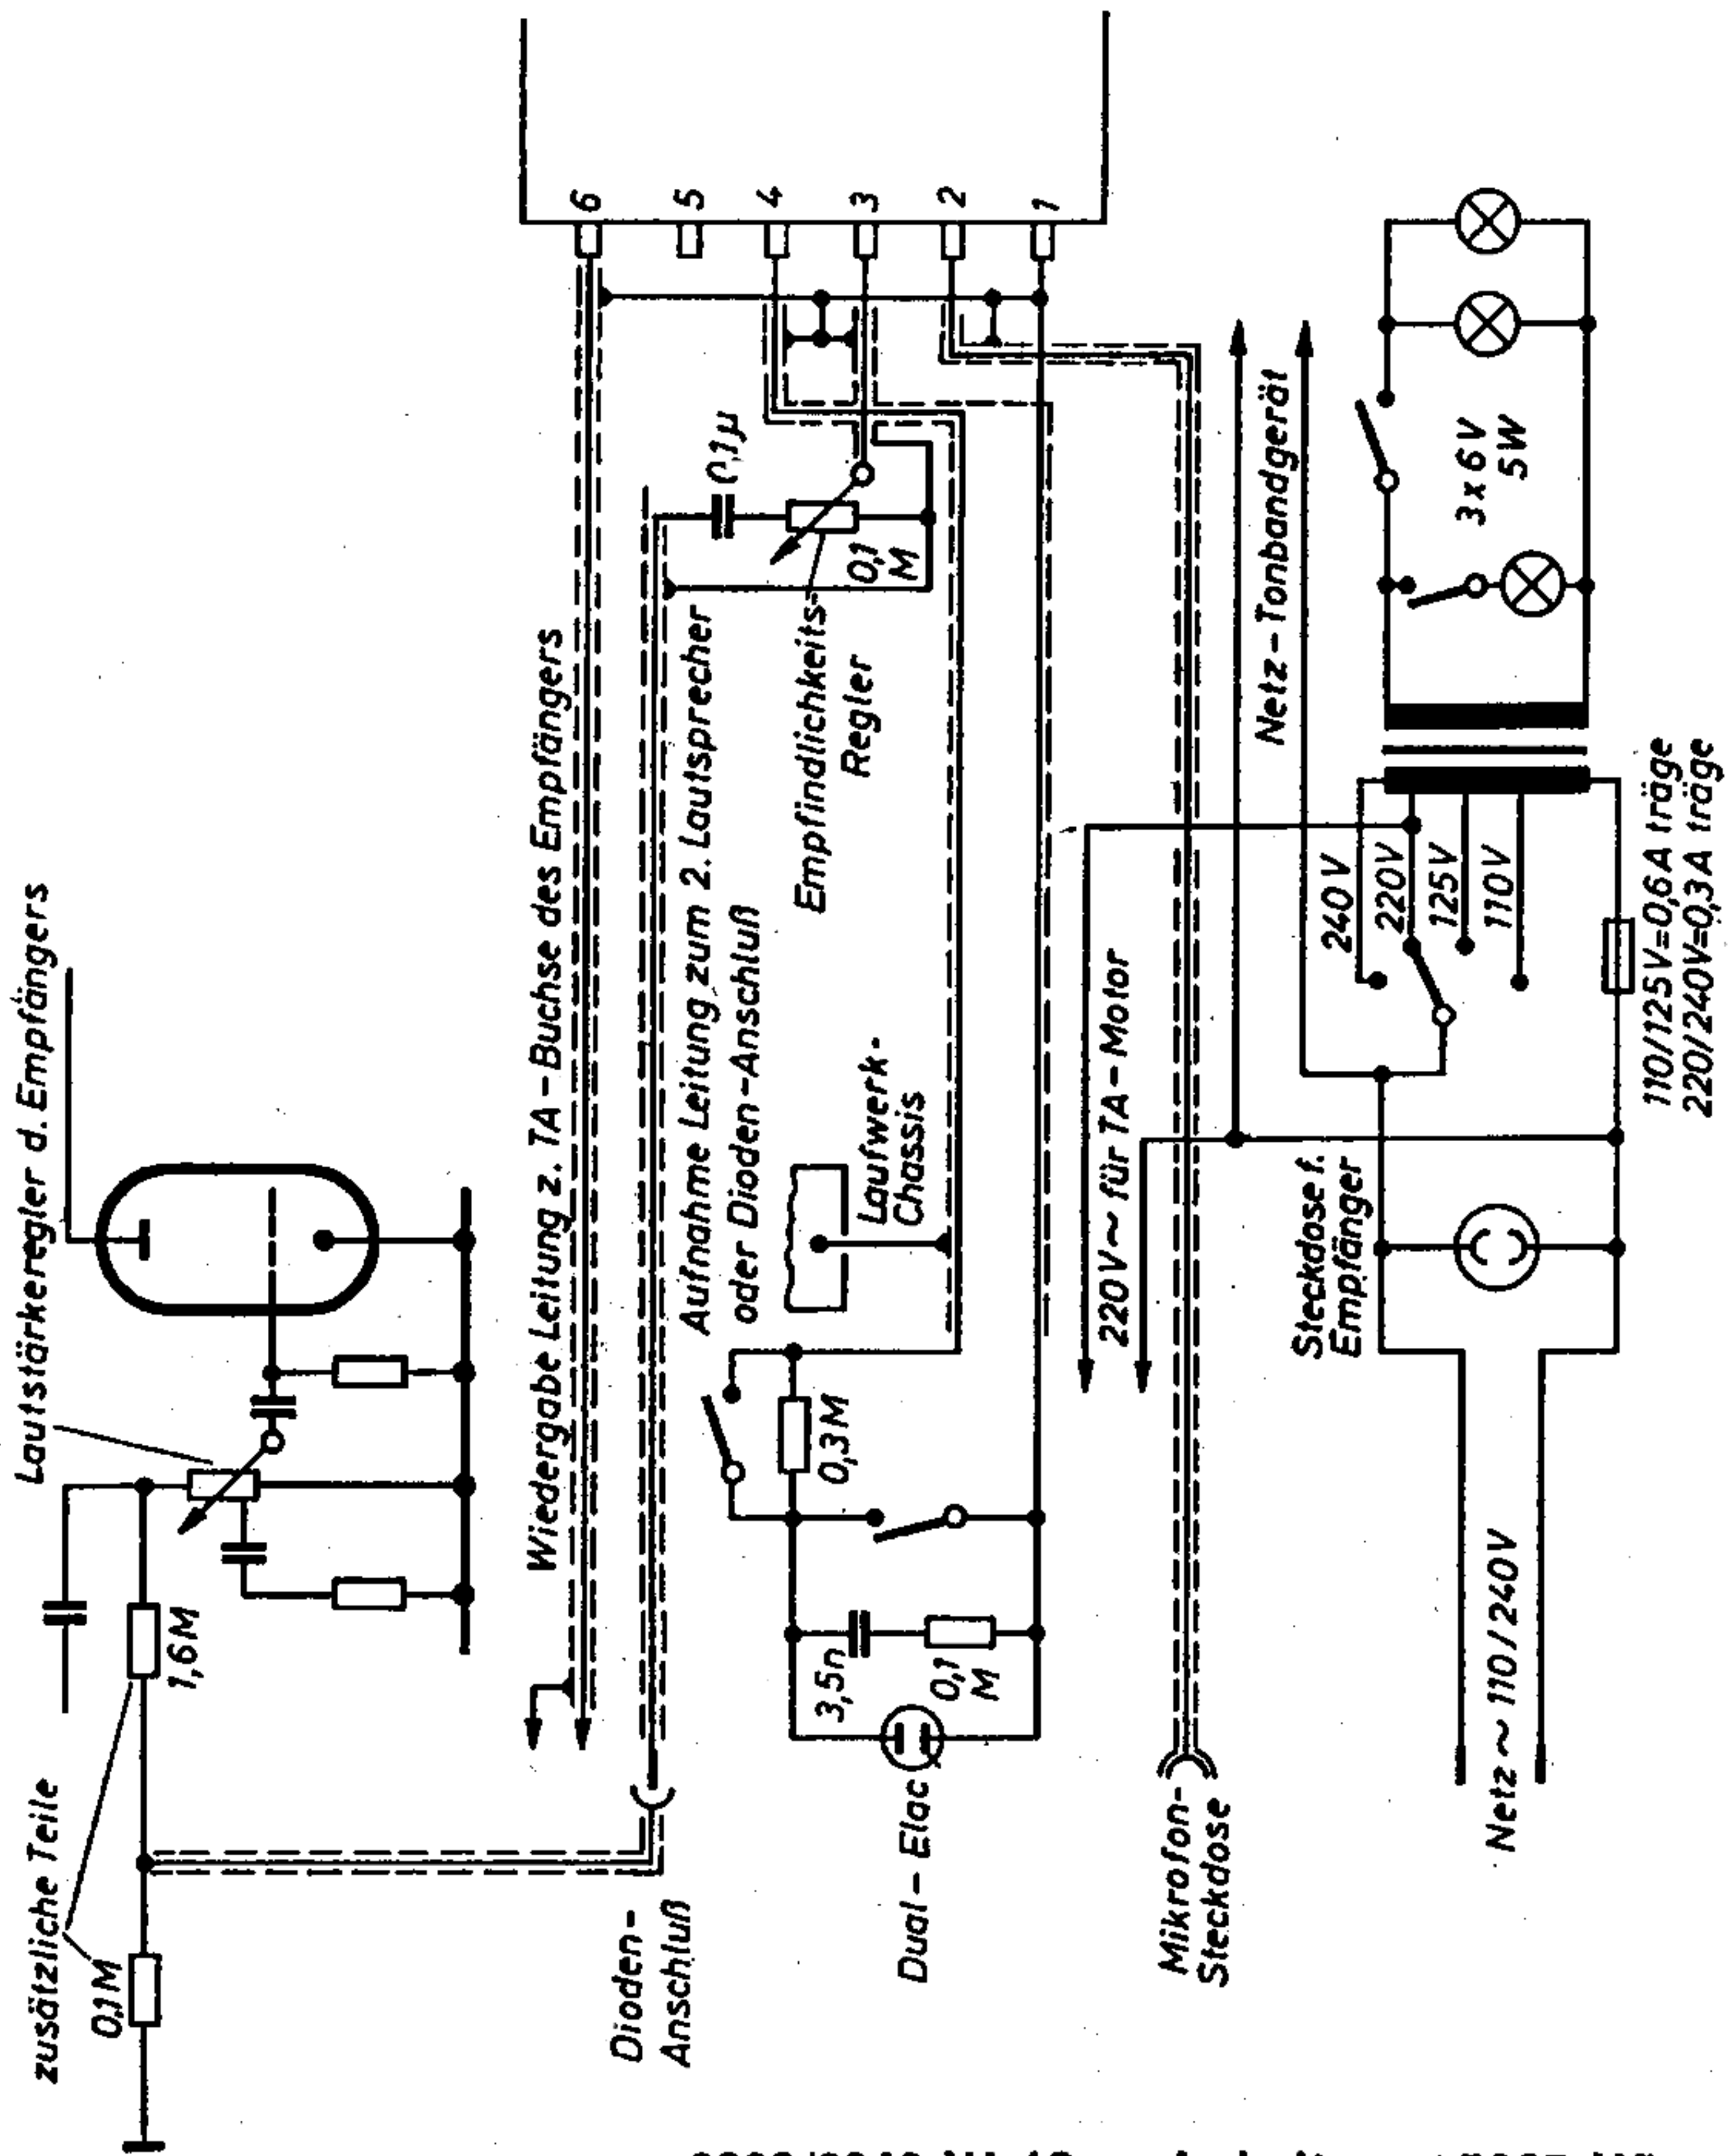 Lautstärkeregler d. Empfängers
zusätzliche Teile
0,1M
1,6M
Wiedergabe Leitung z. TA-Buchse des Empfängers
Aufnahme Leitung zum 2. Lautsprecher
oder Dioden-Anschluß
Dioden-
Anschluß
0,1µ
0,1
M
Empfindlichkeits-
Regler
Laufwerk-
Chassis
0,3M
3,5n
0,1
M
Dual-Elac
6
5
4
3
2
1
Mikrofon-
Steckdose
220V~ für TA-Motor
Netz-Tonbandgerät
Steckdose f.
Empfänger
240V
220V
125V
110V
3x6V
5W
Netz~110/240V
110/125V=0,6A träge
220/240V=0,3A träge